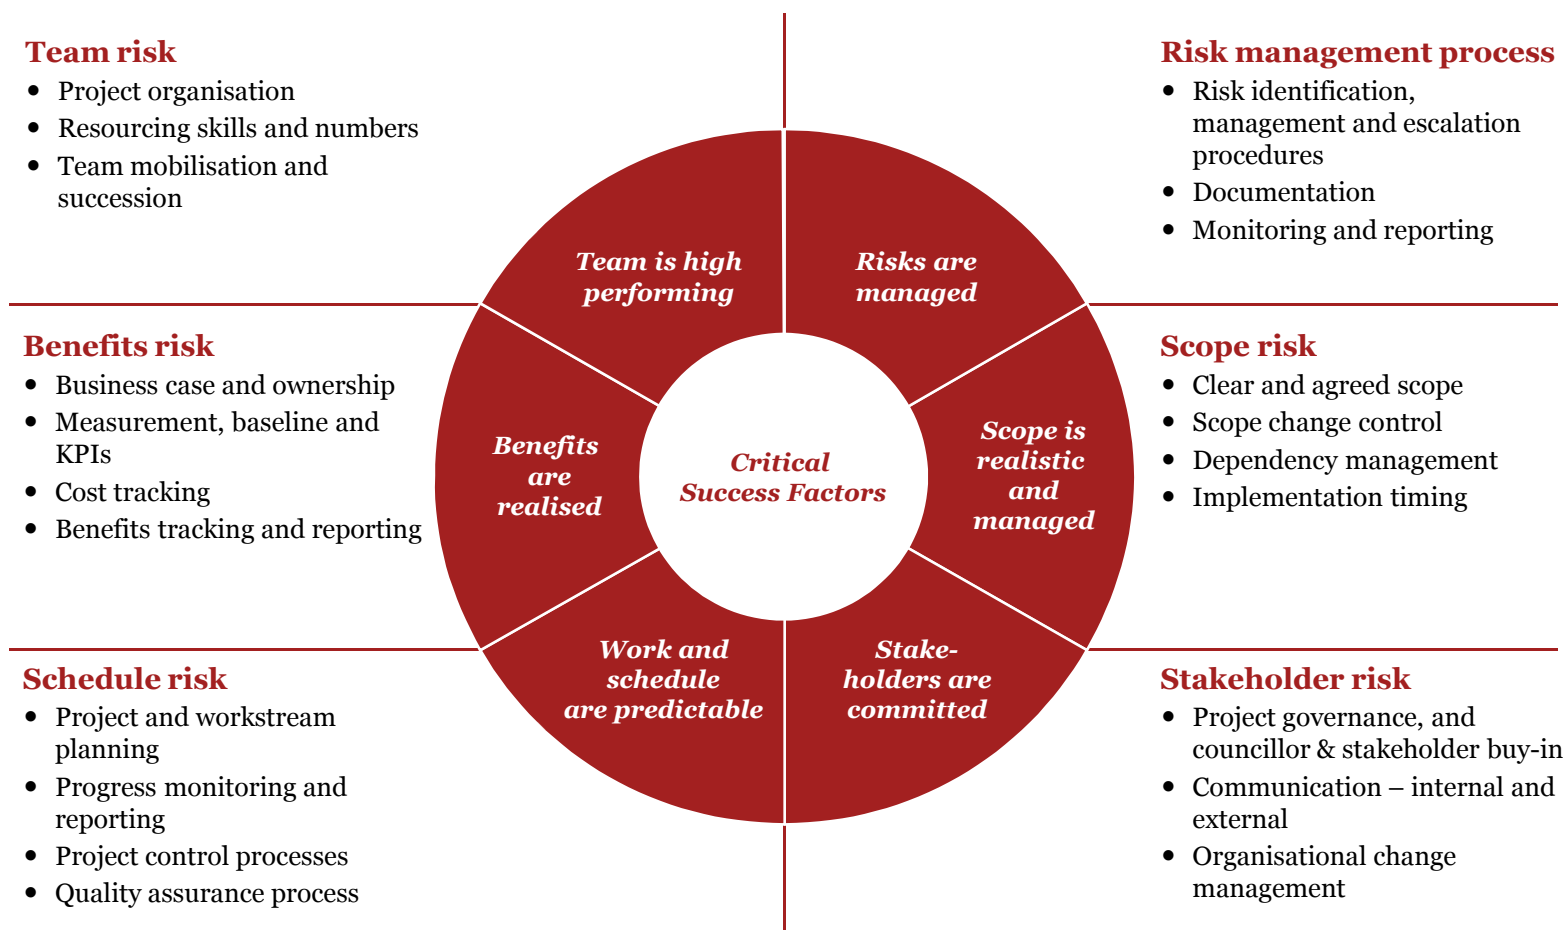 Team risk
• Project organisation
• Resourcing skills and numbers
• Team mobilisation and
succession
Risk management process
• Risk identification,
management and escalation
procedures
• Documentation
• Monitoring and reporting
Team is high
performing
Risks are
managed
Benefits risk
• Business case and ownership
• Measurement, baseline and
KPIs
• Cost tracking
• Benefits tracking and reporting
Benefits
are
realised
Critical
Success Factors
Scope is
realistic
and
managed
Scope risk
• Clear and agreed scope
• Scope change control
• Dependency management
• Implementation timing
Work and
schedule
are predictable
Stake-
holders are
committed
Schedule risk
• Project and workstream
planning
• Progress monitoring and
reporting
• Project control processes
• Quality assurance process
Stakeholder risk
• Project governance, and
councillor & stakeholder buy-in
• Communication – internal and
external
• Organisational change
management